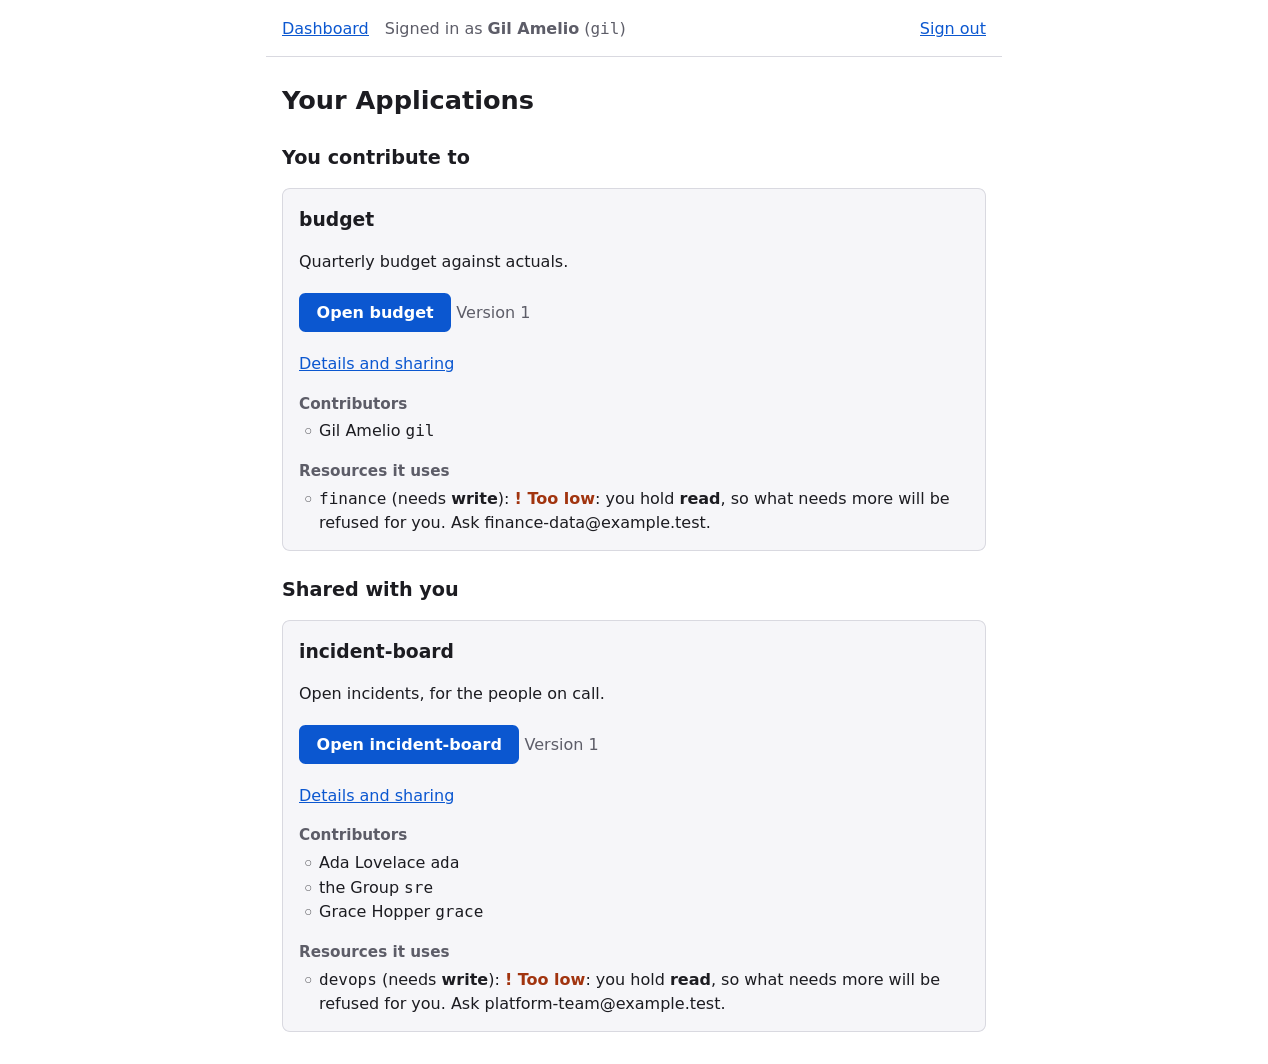 Dashboard Signed in as Gil Amelio (gil) Sign out
Your Applications
You contribute to
budget
Quarterly budget against actuals.
Open budget Version 1
Details and sharing
Contributors
Gil Amelio gil
Resources it uses
finance (needs write): ! Too low: you hold read, so what needs more will be
refused for you. Ask finance-data@example.test.
Shared with you
incident-board
Open incidents, for the people on call.
Open incident-board Version 1
Details and sharing
Contributors
Ada Lovelace ada
the Group sre
Grace Hopper grace
Resources it uses
devops (needs write): ! Too low: you hold read, so what needs more will be
refused for you. Ask platform-team@example.test.